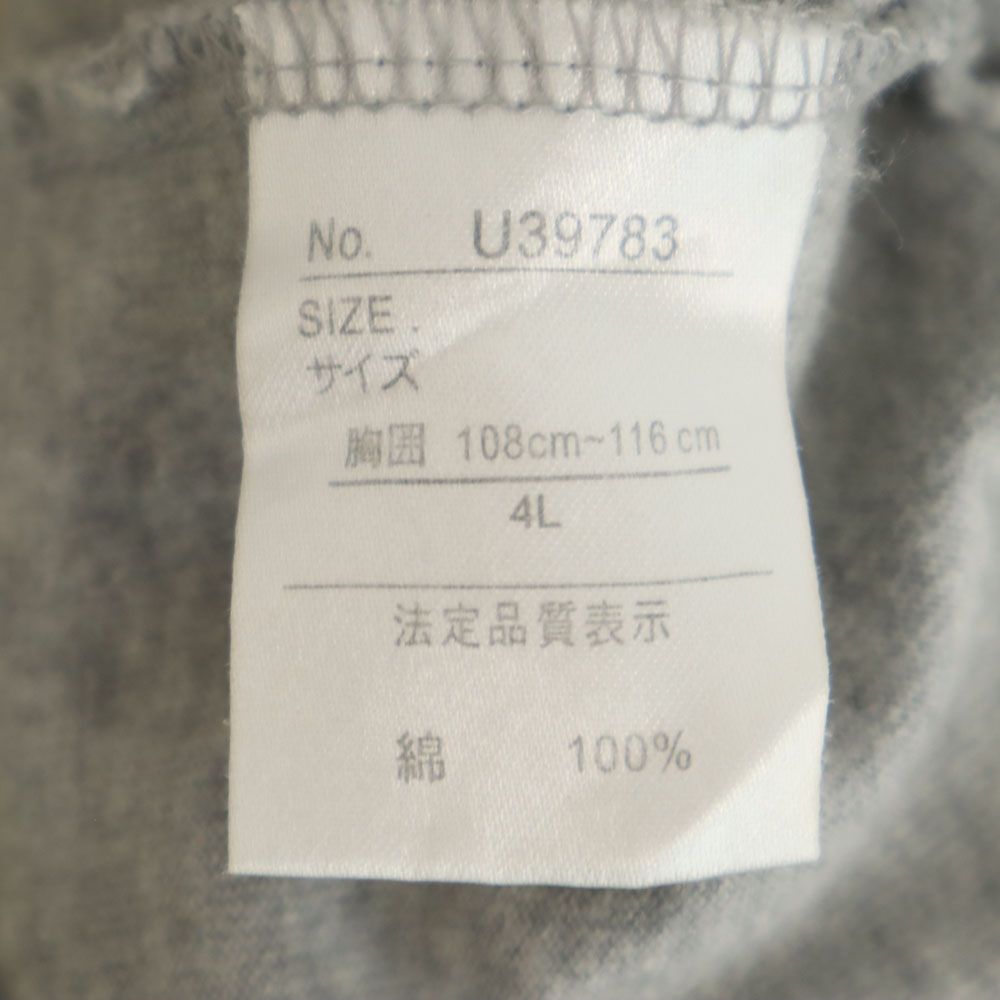 No. U39783
SIZE.
サイズ
胸囲 108cm~116cm
4L
法定品質表示
綿 100%